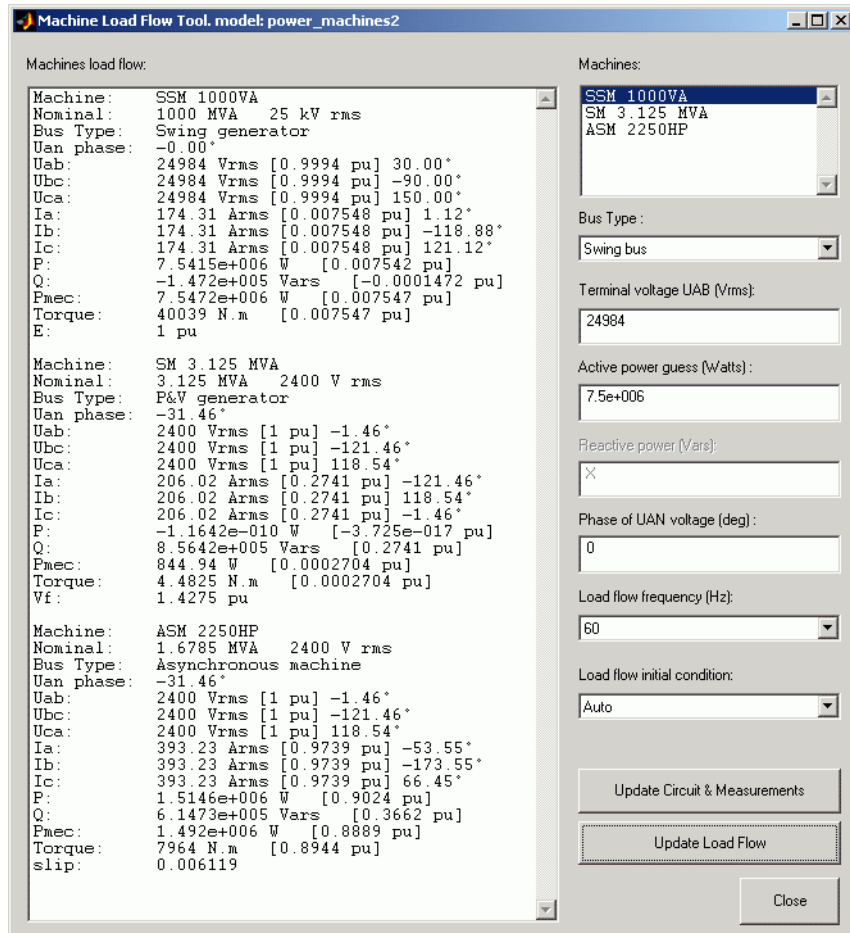 Machine Load Flow Tool. model: power_machines2
Machines load flow:
Machine: SSM 1000VA
Nominal: 1000 MVA 25 kV rms
Bus Type: Swing generator
Uan phase: -0.00°
Uab: 24984 Vrms [0.9994 pu] 30.00°
Ubc: 24984 Vrms [0.9994 pu] -90.00°
Uca: 24984 Vrms [0.9994 pu] 150.00°
Ia: 174.31 Arms [0.007548 pu] 1.12°
Ib: 174.31 Arms [0.007548 pu] -118.88°
Ic: 174.31 Arms [0.007548 pu] 121.12°
P: 7.5415e+006 W [0.007542 pu]
Q: -1.472e+005 Vars [-0.0001472 pu]
Pmec: 7.5472e+006 W [0.007547 pu]
Torque: 40039 N.m [0.007547 pu]
E: 1 pu
Machine: SM 3.125 MVA
Nominal: 3.125 MVA 2400 V rms
Bus Type: P&V generator
Uan phase: -31.46°
Uab: 2400 Vrms [1 pu] -1.46°
Ubc: 2400 Vrms [1 pu] -121.46°
Uca: 2400 Vrms [1 pu] 118.54°
Ia: 206.02 Arms [0.2741 pu] -121.46°
Ib: 206.02 Arms [0.2741 pu] 118.54°
Ic: 206.02 Arms [0.2741 pu] -1.46°
P: -1.1642e-010 W [-3.725e-017 pu]
Q: 8.5642e+005 Vars [0.2741 pu]
Pmec: 844.94 W [0.0002704 pu]
Torque: 4.4825 N.m [0.0002704 pu]
Vf: 1.4275 pu
Machine: ASM 2250HP
Nominal: 1.6785 MVA 2400 V rms
Bus Type: Asynchronous machine
Uan phase: -31.46°
Uab: 2400 Vrms [1 pu] -1.46°
Ubc: 2400 Vrms [1 pu] -121.46°
Uca: 2400 Vrms [1 pu] 118.54°
Ia: 393.23 Arms [0.9739 pu] -53.55°
Ib: 393.23 Arms [0.9739 pu] -173.55°
Ic: 393.23 Arms [0.9739 pu] 66.45°
P: 1.5146e+006 W [0.9024 pu]
Q: 6.1473e+005 Vars [0.3662 pu]
Pmec: 1.492e+006 W [0.8889 pu]
Torque: 7964 N.m [0.8944 pu]
slip: 0.006119
Machines:
SSM 1000VA
SM 3.125 MVA
ASM 2250HP
Bus Type :
Swing bus
Terminal voltage UAB (Vrms):
24984
Active power guess (Watts) :
7.5e+006
Reactive power (Vars):
X
Phase of UAN voltage (deg) :
0
Load flow frequency (Hz):
60
Load flow initial condition:
Auto
Update Circuit & Measurements
Update Load Flow
Close